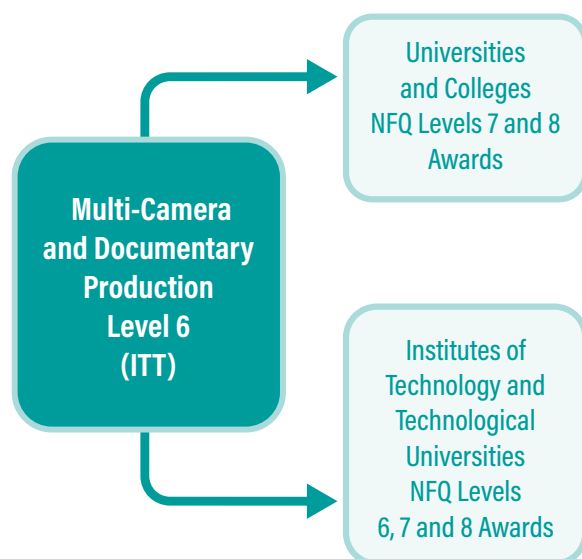 Multi-Camera
and Documentary
Production
Level 6
(ITT)
Universities
and Colleges
NFQ Levels 7 and 8
Awards
Institutes of
Technology and
Technological
Universities
NFQ Levels
6, 7 and 8 Awards